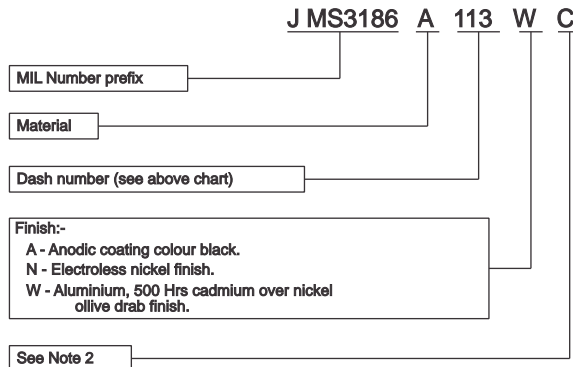 J MS3186 A 113 W C
MIL Number prefix
Material
Dash number (see above chart)
Finish:-
A - Anodic coating colour black.
N - Electroless nickel finish.
W - Aluminium, 500 Hrs cadmium over nickel
ollive drab finish.
See Note 2